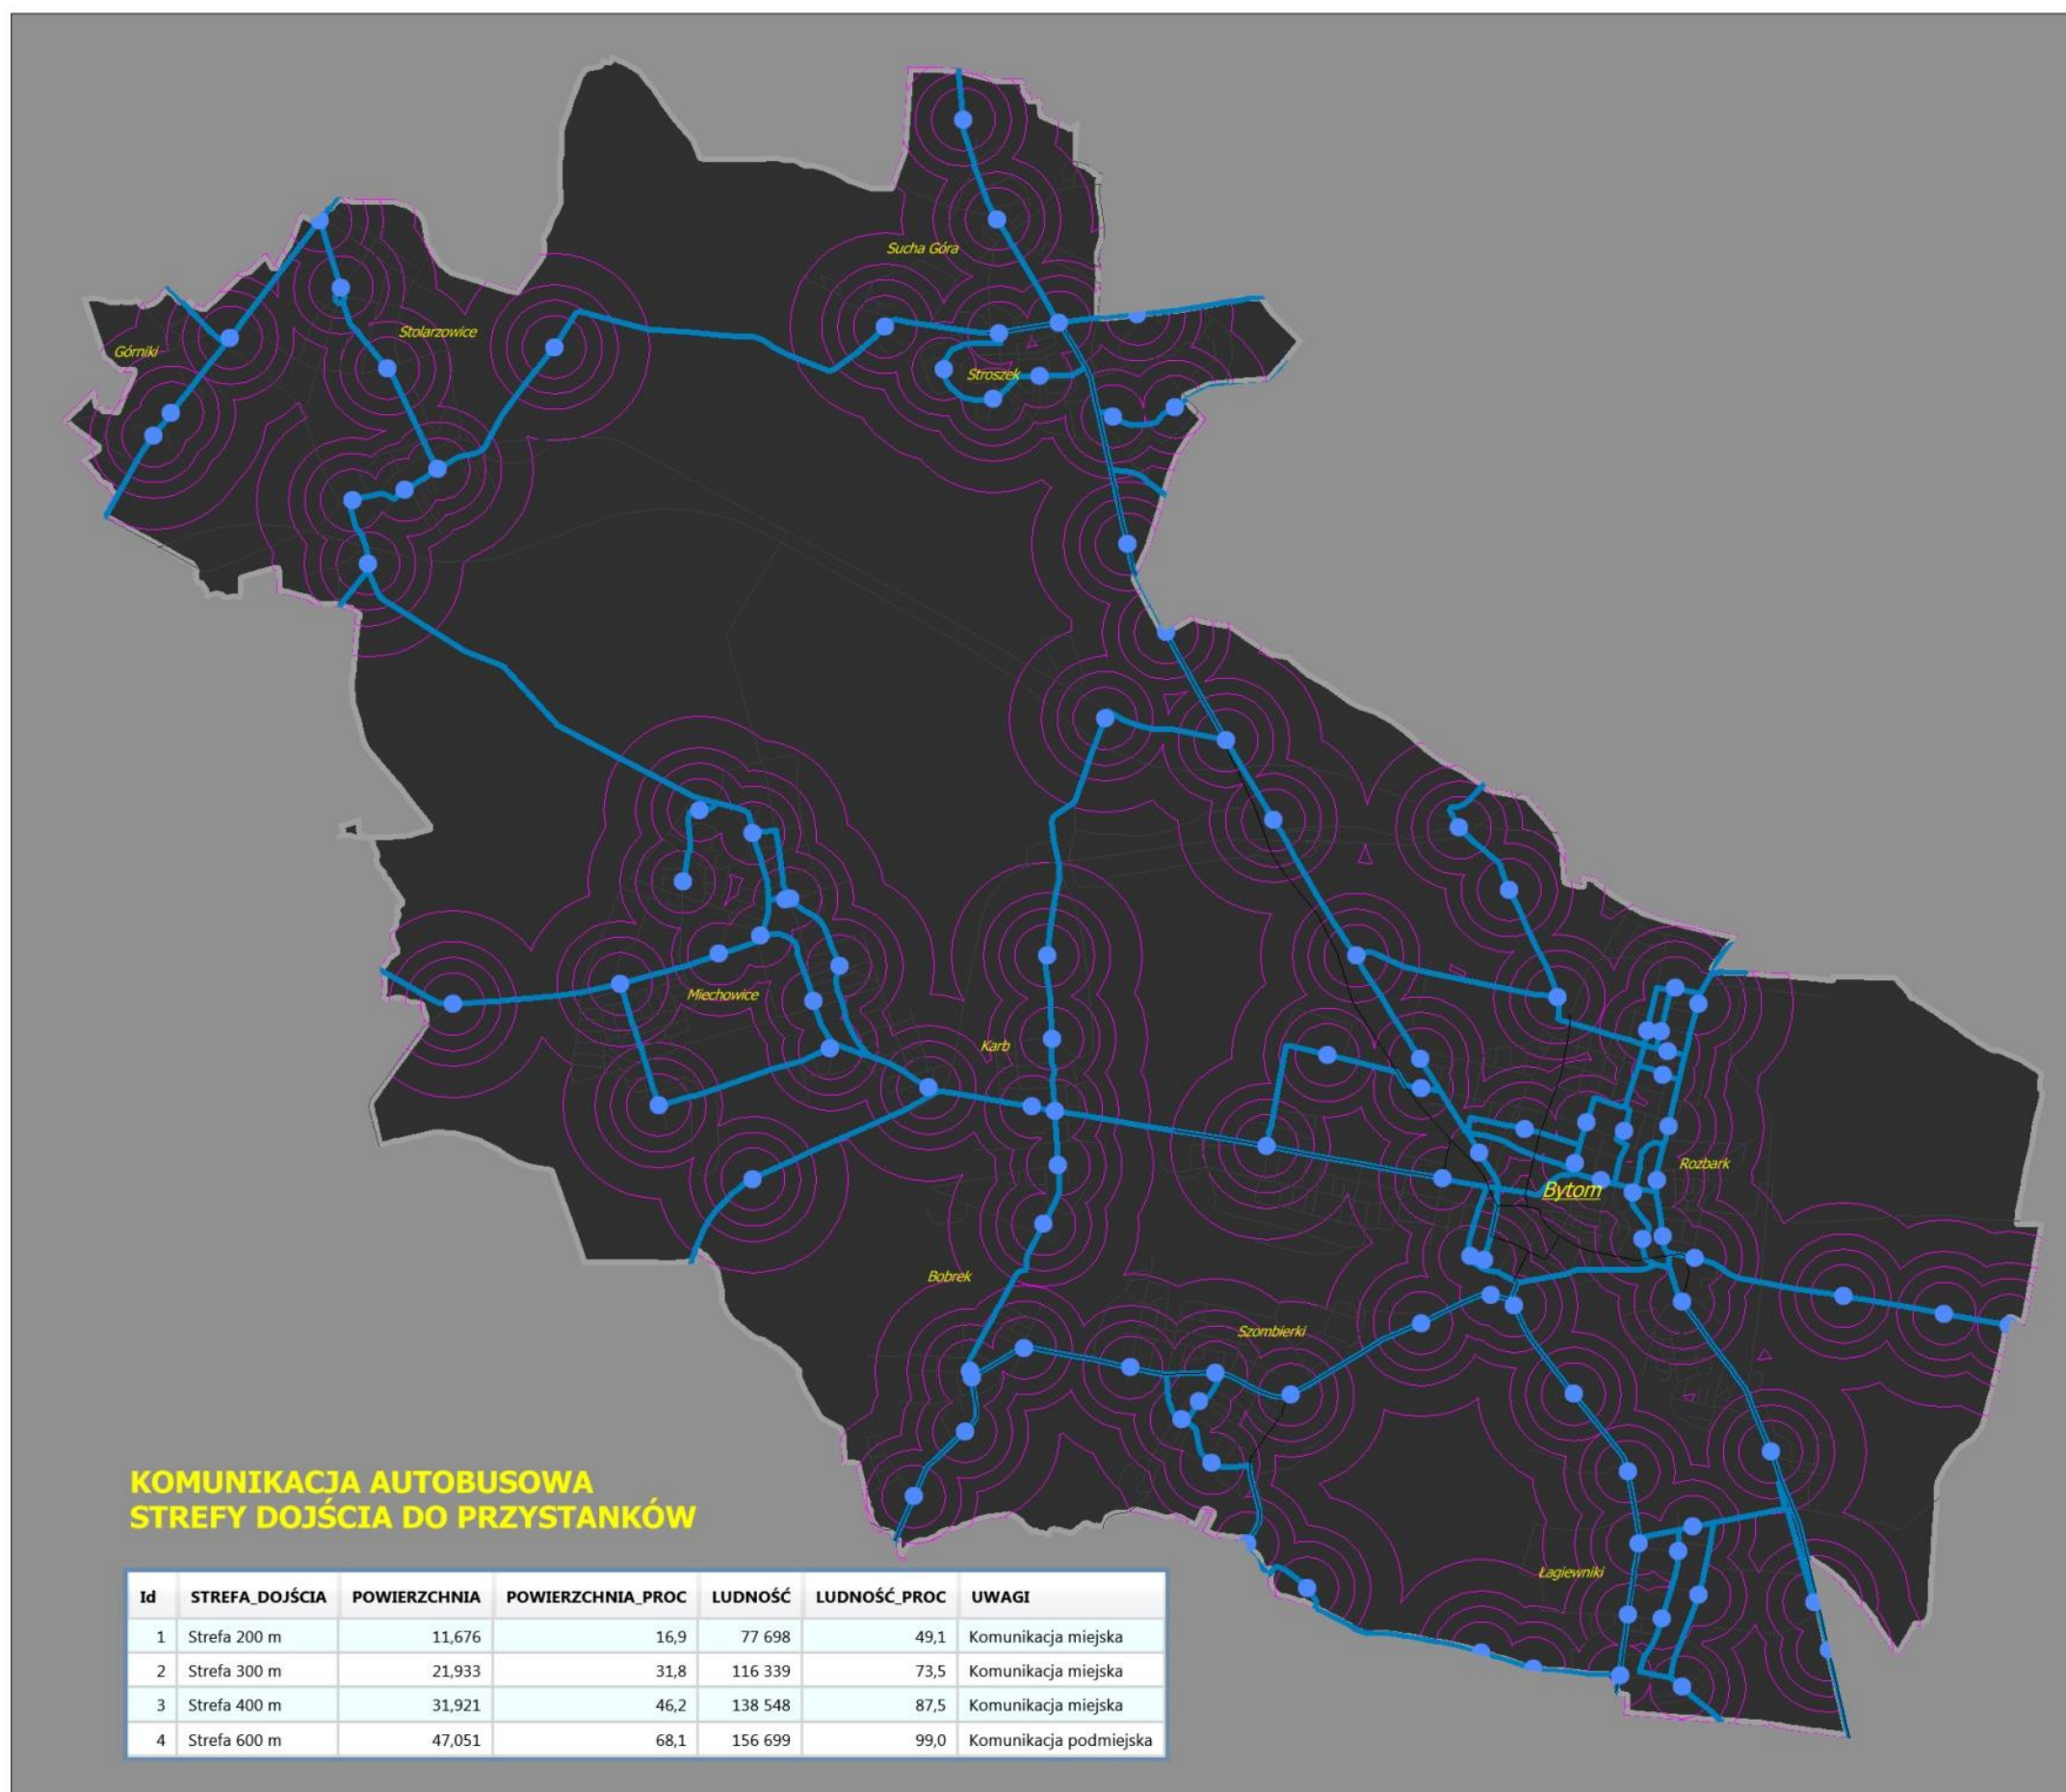 Sucha Góra
Stolarzowice
Górniki
Stroszek
Miechowice
Karb
Rozbark
Bytom
Bobrek
Szombierki
Łagiewniki
KOMUNIKACJA AUTOBUSOWA
STREFY DOJŚCIA DO PRZYSTANKÓW
Id STREFA_DOJŚCIA POWIERZCHNIA POWIERZCHNIA_PROC LUDNOŚĆ LUDNOŚĆ_PROC UWAGI
1 Strefa 200 m 11,676 16,9 77 698 49,1 Komunikacja miejska
2 Strefa 300 m 21,933 31,8 116 339 73,5 Komunikacja miejska
3 Strefa 400 m 31,921 46,2 138 548 87,5 Komunikacja miejska
4 Strefa 600 m 47,051 68,1 156 699 99,0 Komunikacja podmiejska